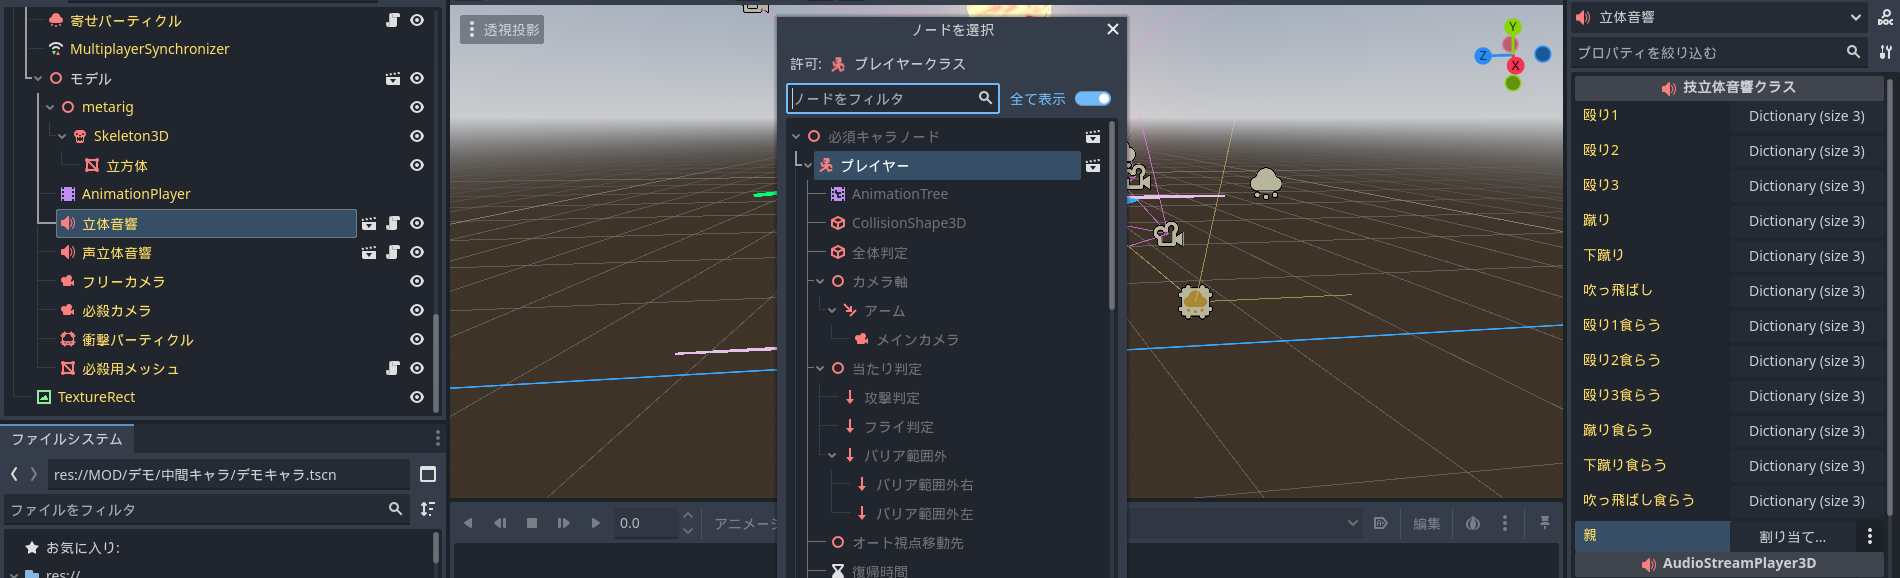 寄せパーティクル
MultiplayerSynchronizer
モデル
metarig
Skeleton3D
立方体
AnimationPlayer
立体音響
声立体音響
フリーカメラ
必殺カメラ
衝撃パーティクル
必殺用メッシュ
TextureRect
ファイルシステム
res://MOD/デモ/中間キャラ/デモキャラ.tscn
ファイルをフィルタ
お気に入り:
res://
透視投影
Y
Z
X
0.0
アニメーシ
編集
ノードを選択
許可: プレイヤークラス
ノードをフィルタ
全て表示
必須キャラノード
プレイヤー
AnimationTree
CollisionShape3D
全体判定
カメラ軸
アーム
メインカメラ
当たり判定
攻撃判定
フライ判定
バリア範囲外
バリア範囲外右
バリア範囲外左
オート視点移動先
復帰時間
立体音響
DOC
プロパティを絞り込む
技立体音響クラス
殴り1 Dictionary (size 3)
殴り2 Dictionary (size 3)
殴り3 Dictionary (size 3)
蹴り Dictionary (size 3)
下蹴り Dictionary (size 3)
吹っ飛ばし Dictionary (size 3)
殴り1食らう Dictionary (size 3)
殴り2食らう Dictionary (size 3)
殴り3食らう Dictionary (size 3)
蹴り食らう Dictionary (size 3)
下蹴り食らう Dictionary (size 3)
吹っ飛ばし食らう Dictionary (size 3)
親 割り当て...
AudioStreamPlayer3D